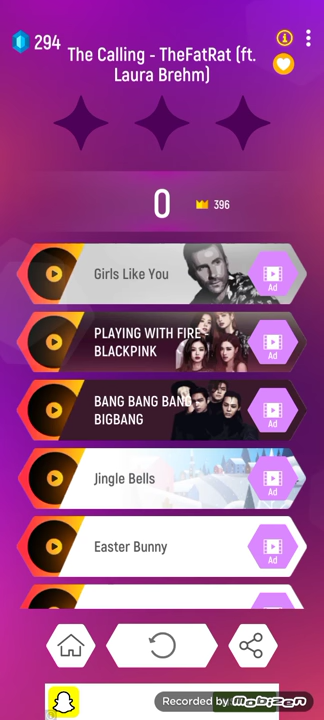 294
The Calling - TheFatRat (ft.
Laura Brehm)
0
396
Girls Like You
Ad
PLAYING WITH FIRE -
BLACKPINK
Ad
BANG BANG BANG -
BIGBANG
Ad
Jingle Bells
Ad
Easter Bunny
Ad
Recorded by Mobizen